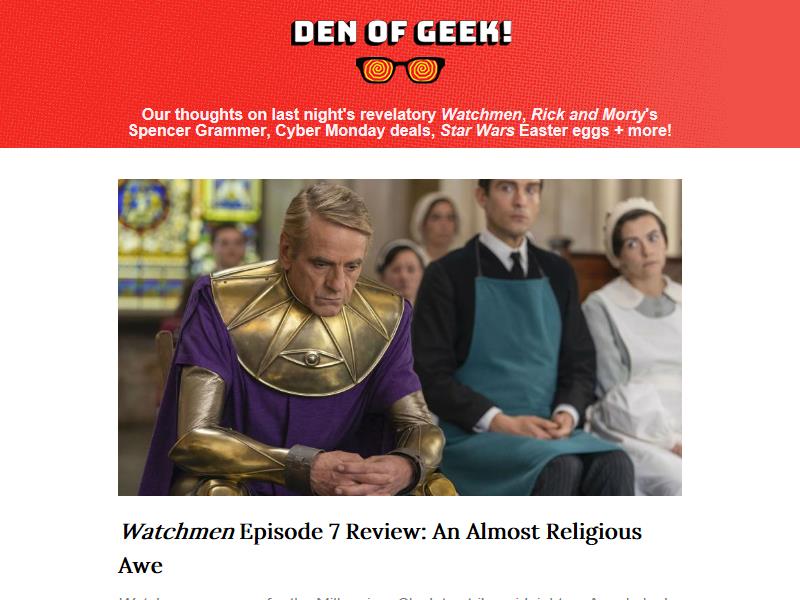 DEN OF GEEK!
Our thoughts on last night's revelatory Watchmen, Rick and Morty's
Spencer Grammer, Cyber Monday deals, Star Wars Easter eggs + more!
Watchmen Episode 7 Review: An Almost Religious
Awe